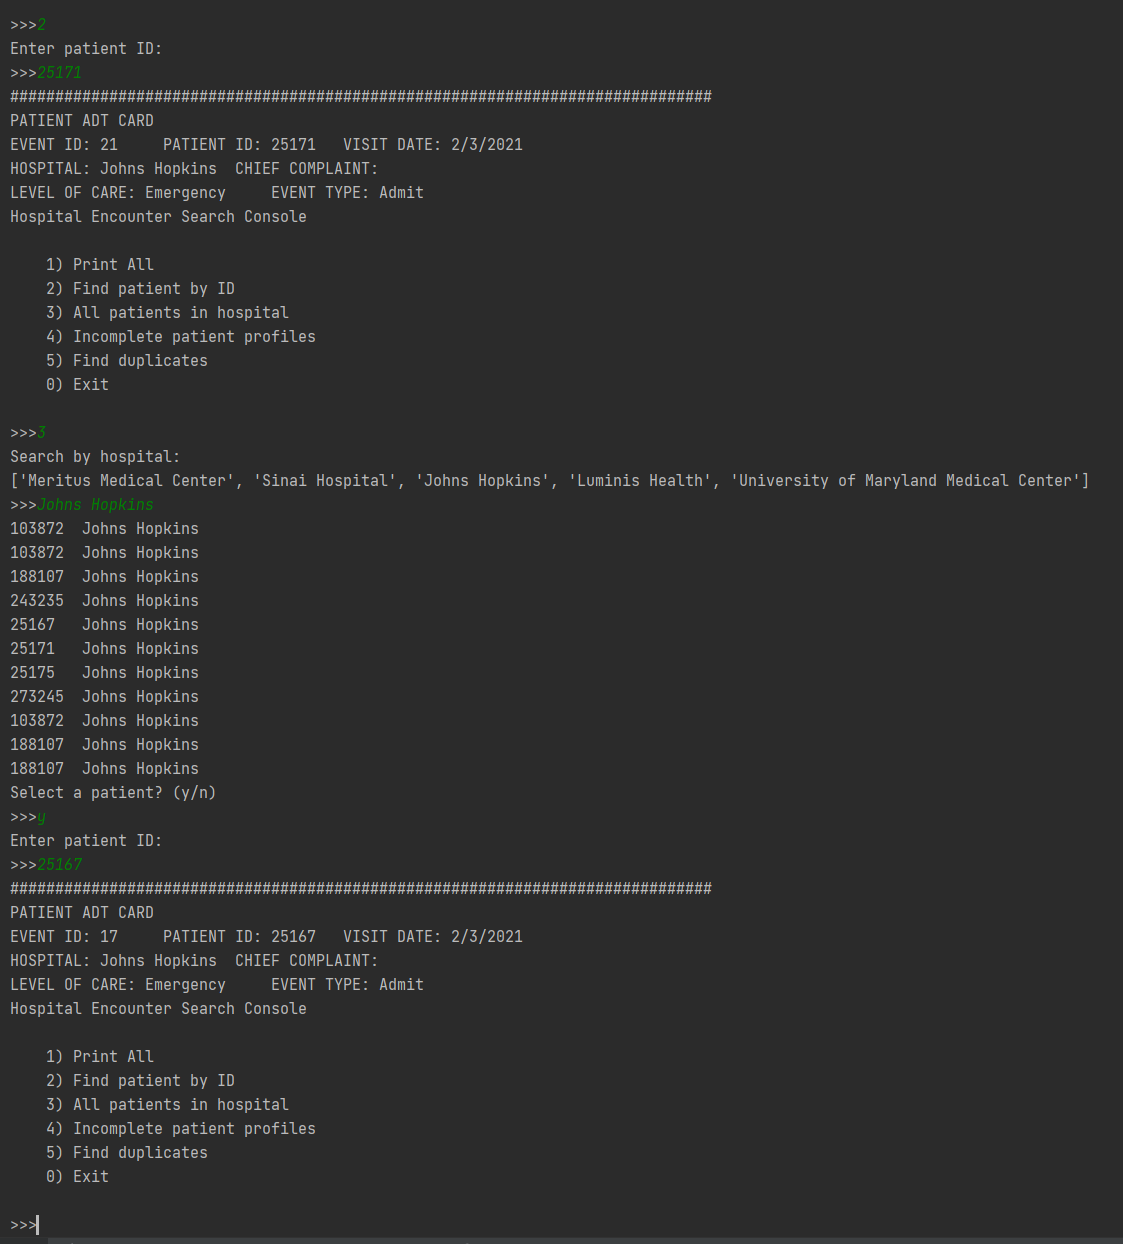 >>>2
Enter patient ID:
>>>25171
##############################################################################
PATIENT ADT CARD
EVENT ID: 21     PATIENT ID: 25171   VISIT DATE: 2/3/2021
HOSPITAL: Johns Hopkins  CHIEF COMPLAINT:
LEVEL OF CARE: Emergency     EVENT TYPE: Admit
Hospital Encounter Search Console
    1) Print All
    2) Find patient by ID
    3) All patients in hospital
    4) Incomplete patient profiles
    5) Find duplicates
    0) Exit
>>>3
Search by hospital:
['Meritus Medical Center', 'Sinai Hospital', 'Johns Hopkins', 'Luminis Health', 'University of Maryland Medical Center']
>>>Johns Hopkins
103872  Johns Hopkins
103872  Johns Hopkins
188107  Johns Hopkins
243235  Johns Hopkins
25167   Johns Hopkins
25171   Johns Hopkins
25175   Johns Hopkins
273245  Johns Hopkins
103872  Johns Hopkins
188107  Johns Hopkins
188107  Johns Hopkins
Select a patient? (y/n)
>>>y
Enter patient ID:
>>>25167
##############################################################################
PATIENT ADT CARD
EVENT ID: 17     PATIENT ID: 25167   VISIT DATE: 2/3/2021
HOSPITAL: Johns Hopkins  CHIEF COMPLAINT:
LEVEL OF CARE: Emergency     EVENT TYPE: Admit
Hospital Encounter Search Console
    1) Print All
    2) Find patient by ID
    3) All patients in hospital
    4) Incomplete patient profiles
    5) Find duplicates
    0) Exit
>>>